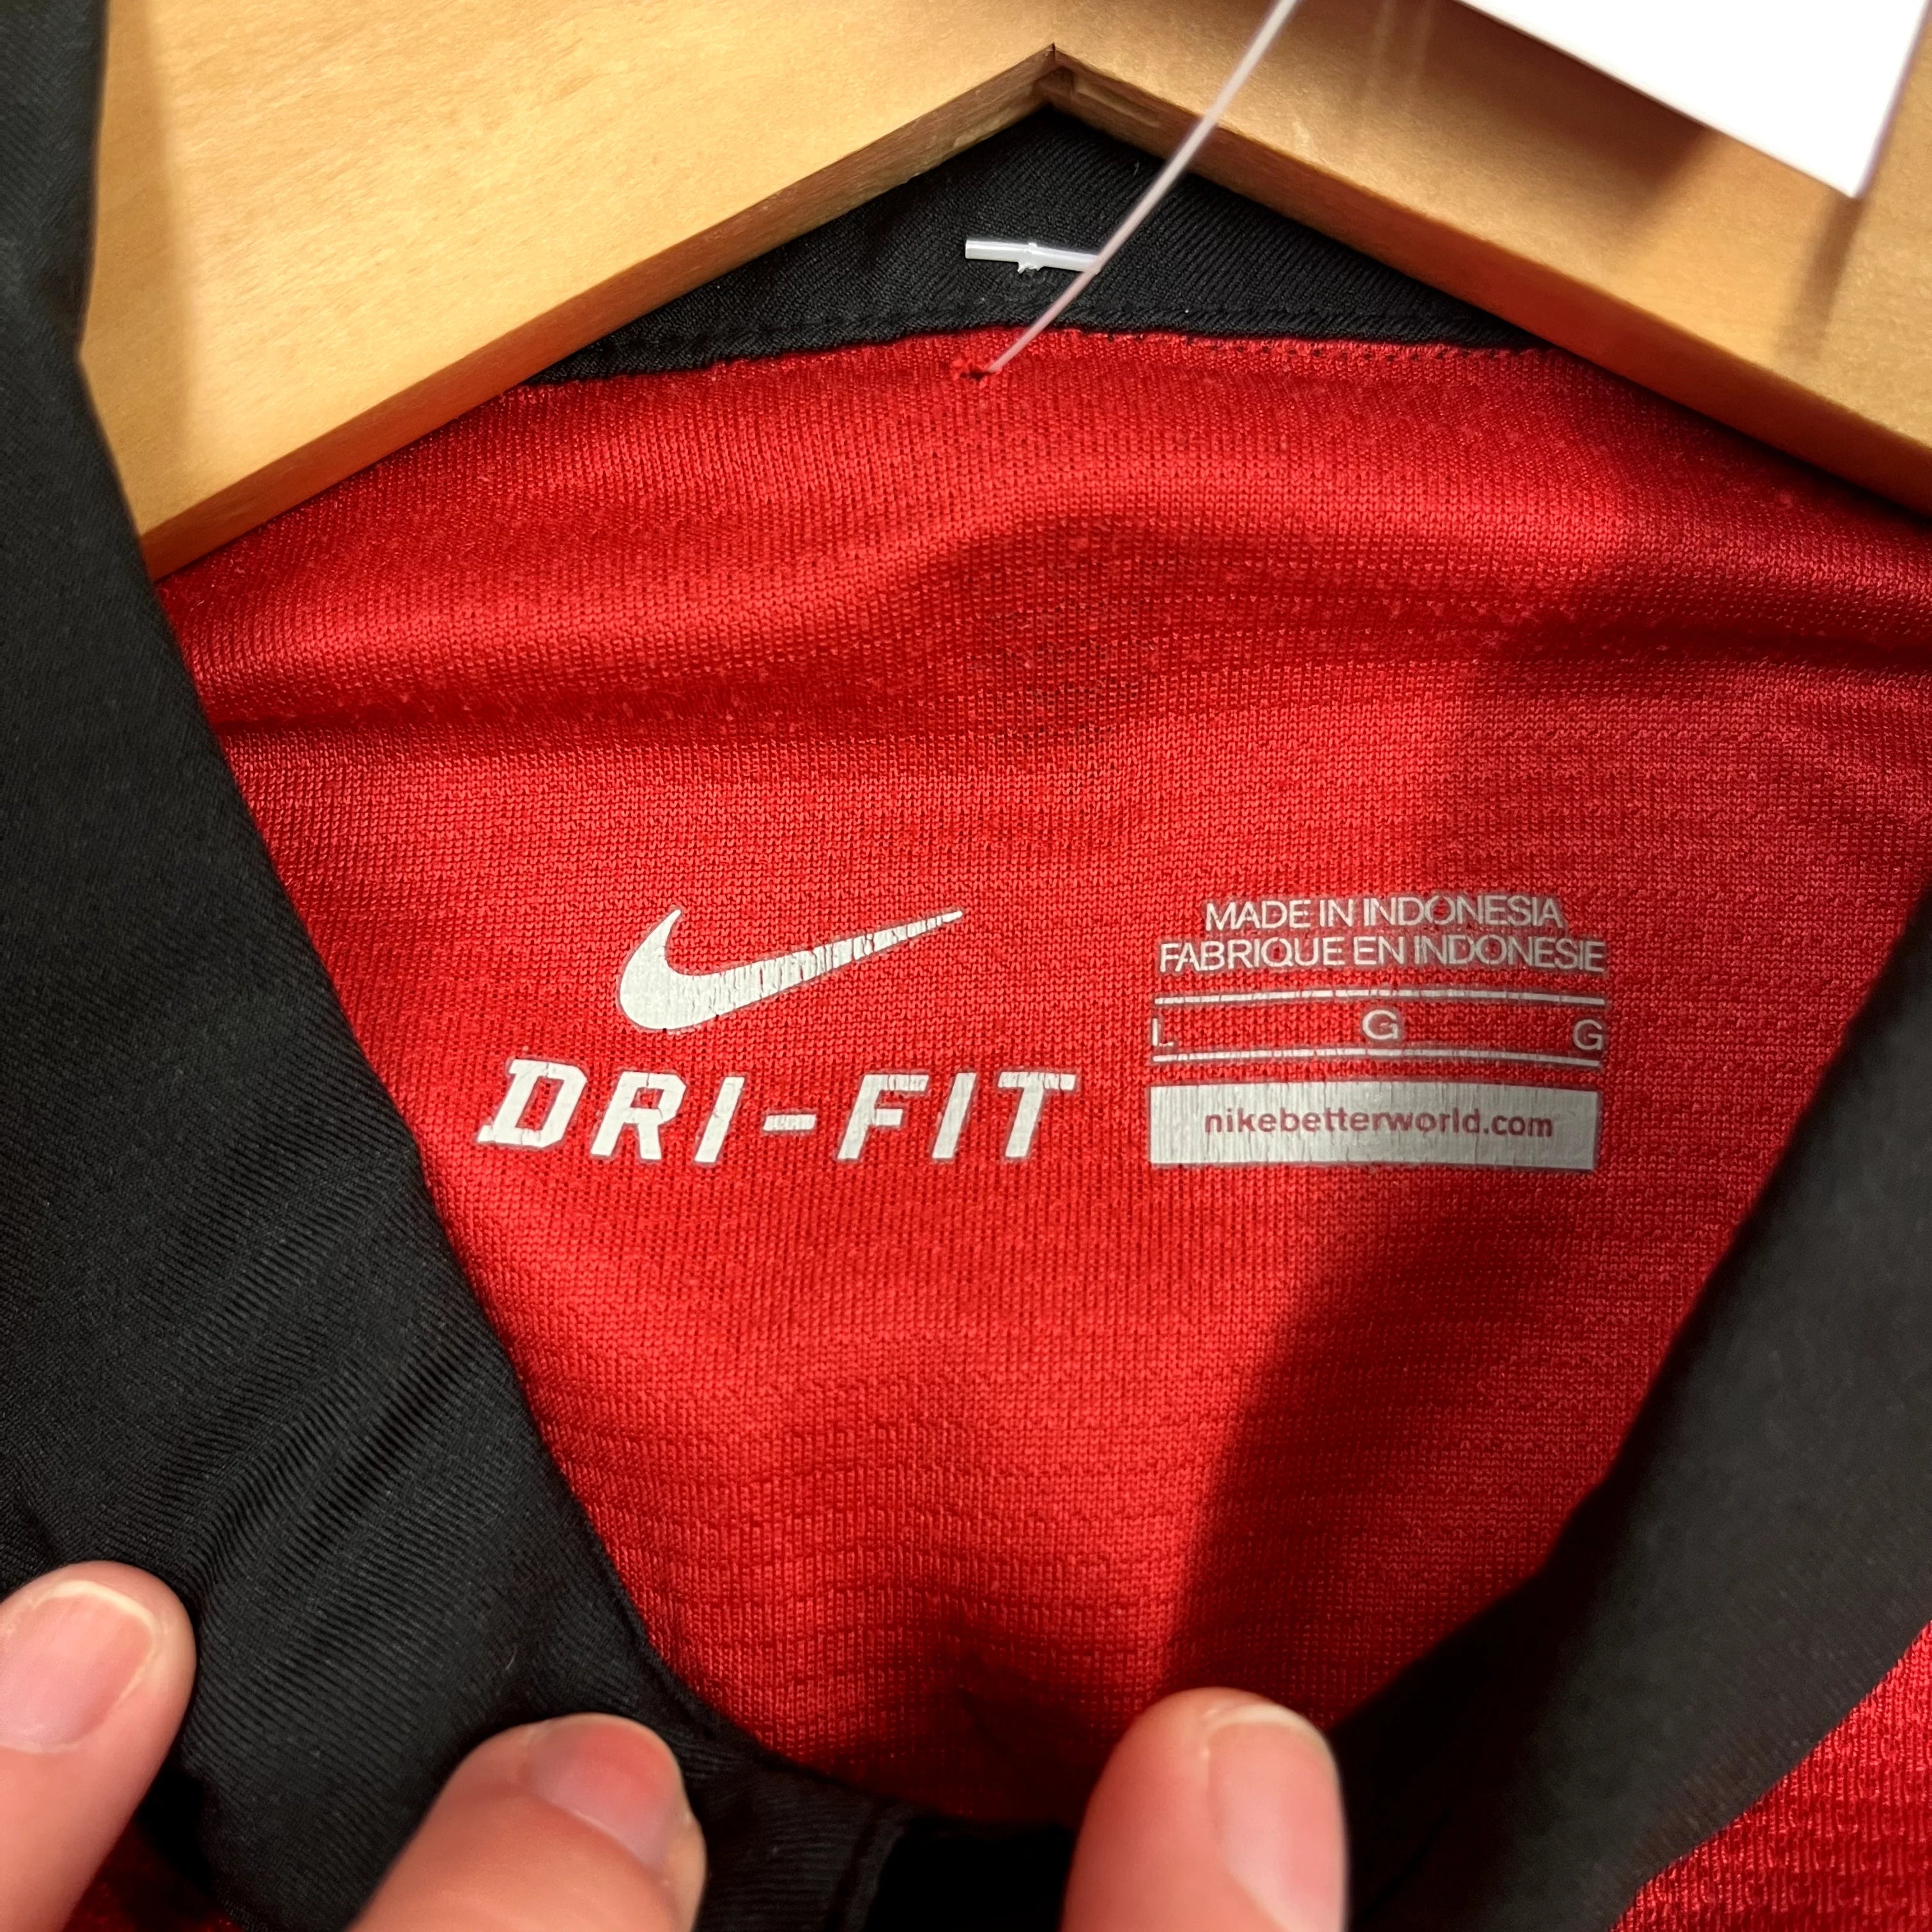 DRI-FIT
MADE IN INDONESIA
FABRIQUE EN INDONESIE
L G G
nikebetterworld.com